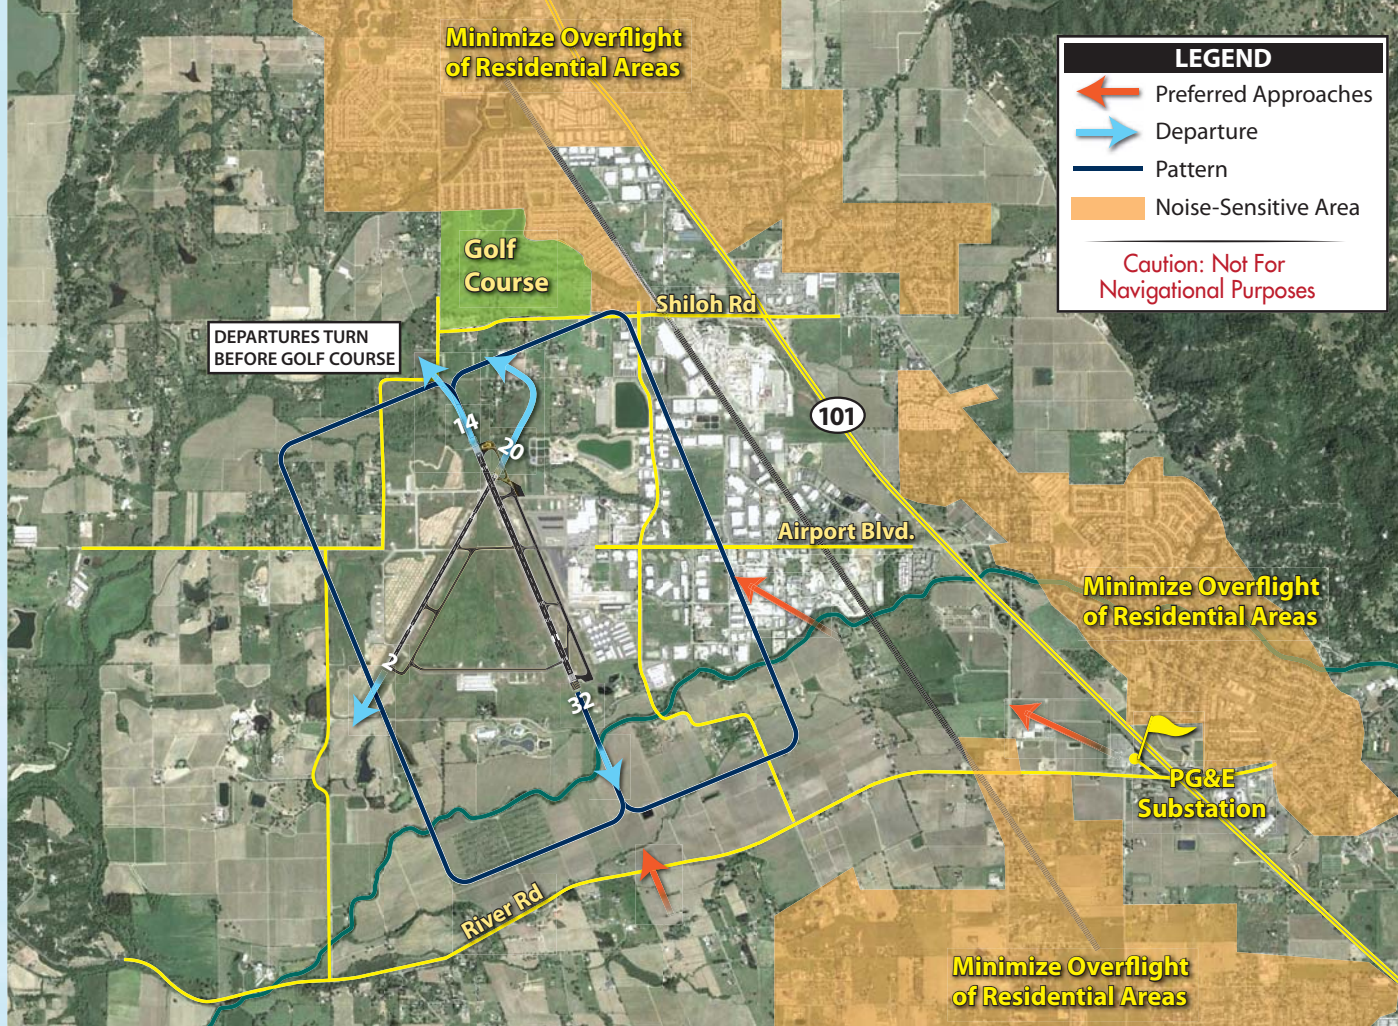 Minimize Overflight
of Residential Areas
LEGEND
Preferred Approaches
Departure
Pattern
Noise-Sensitive Area
Caution: Not For
Navigational Purposes
Golf
Course
Shiloh Rd
DEPARTURES TURN
BEFORE GOLF COURSE
101
14
20
Airport Blvd.
Minimize Overflight
of Residential Areas
2
32
PG&E
Substation
River Rd
Minimize Overflight
of Residential Areas